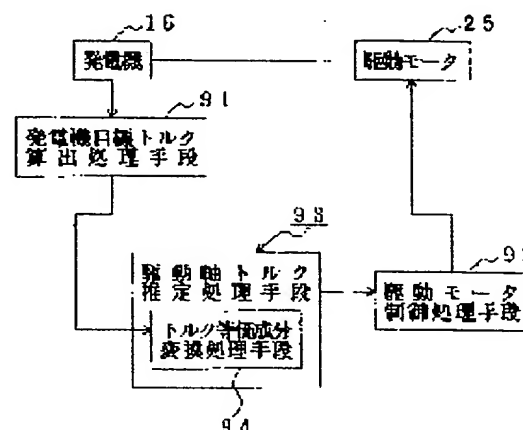 16
25
発電機
駆動モータ
91
発電機目標トルク
算出処理手段
93
駆動軸トルク
推定処理手段
駆動モータ
制御処理手段
トルク等価成分
変換処理手段
94